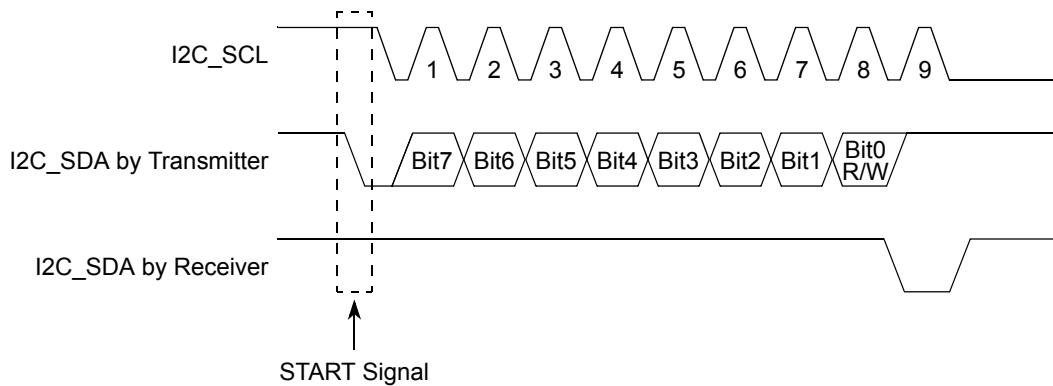 I2C_SCL
1 2 3 4 5 6 7 8 9
I2C_SDA by Transmitter
Bit7 Bit6 Bit5 Bit4 Bit3 Bit2 Bit1 Bit0
R/W
I2C_SDA by Receiver
START Signal